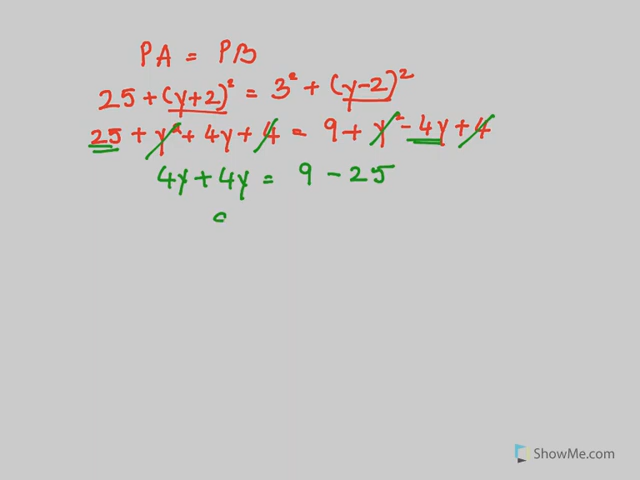 PA = PB
25 + (y+2)² = 3² + (y-2)²
25 + y² + 4y + 4 = 9 + y² - 4y + 4
4y + 4y = 9 - 25
ShowMe.com